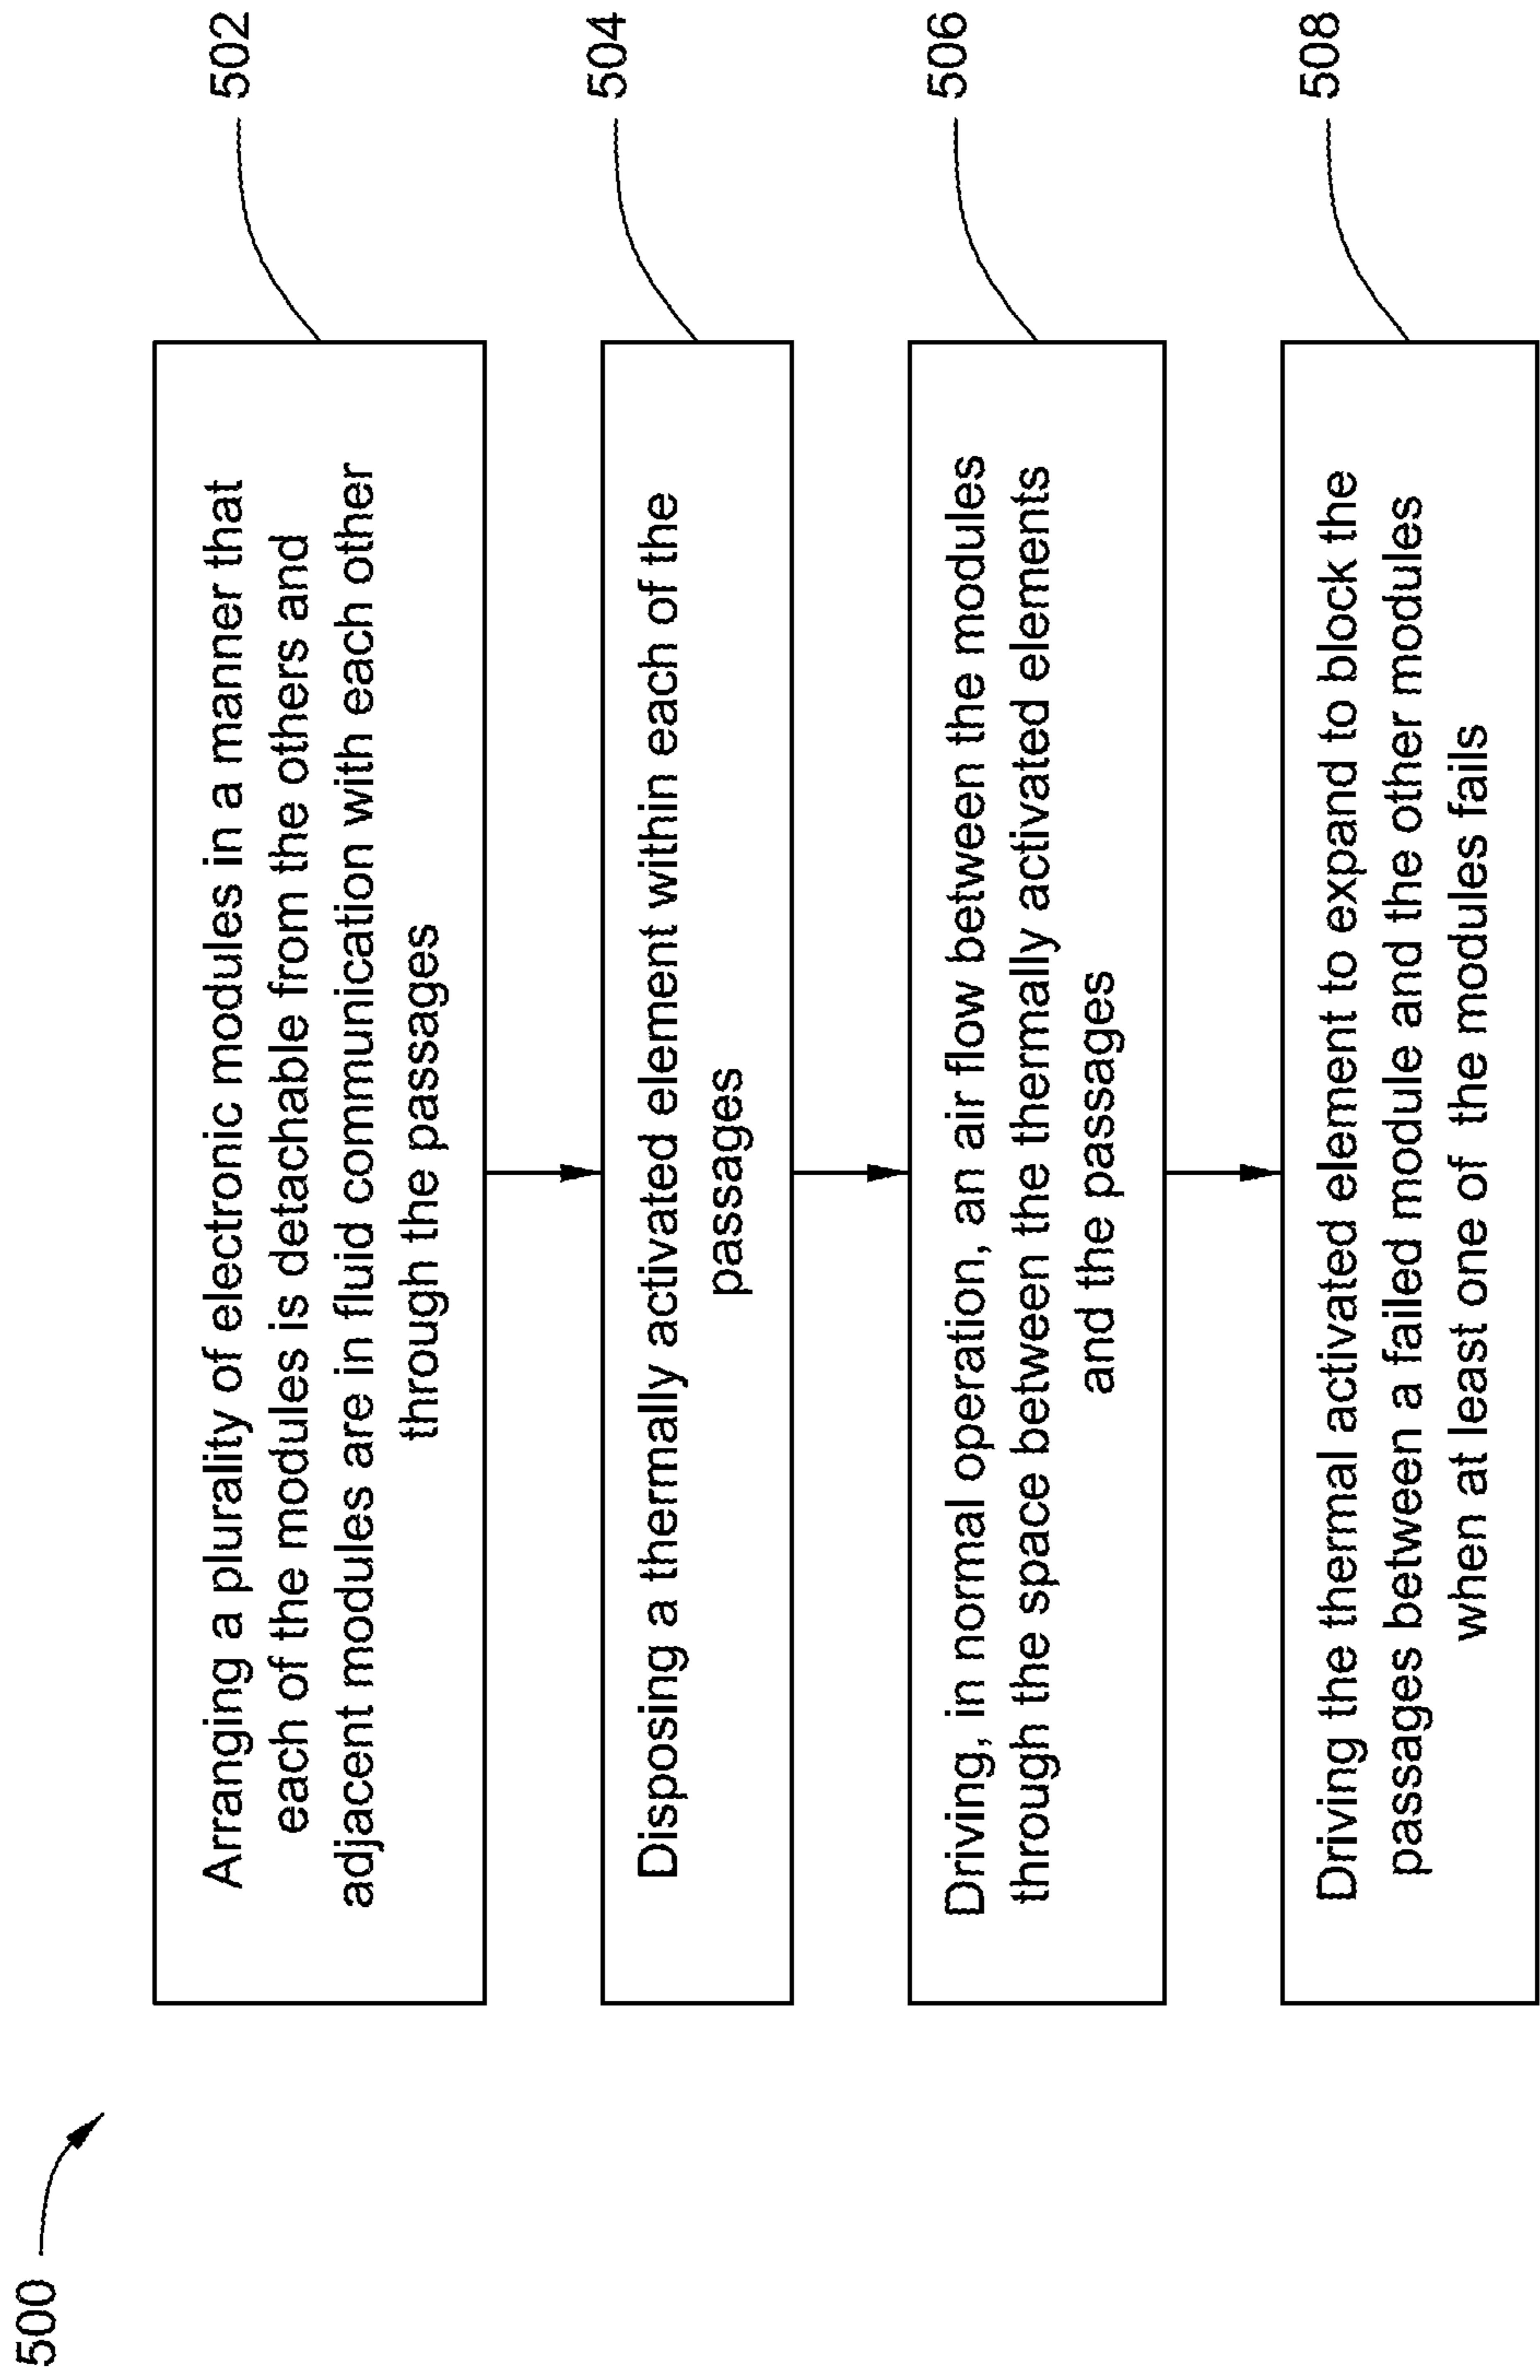 500
Arranging a plurality of electronic modules in a manner that
each of the modules is detachable from the others and
adjacent modules are in fluid communication with each other
through the passages
502
Disposing a thermally activated element within each of the
passages
504
Driving, in normal operation, an air flow between the modules
through the space between the thermally activated elements
and the passages
506
Driving the thermal activated element to expand to block the
passages between a failed module and the other modules
when at least one of the modules fails
508